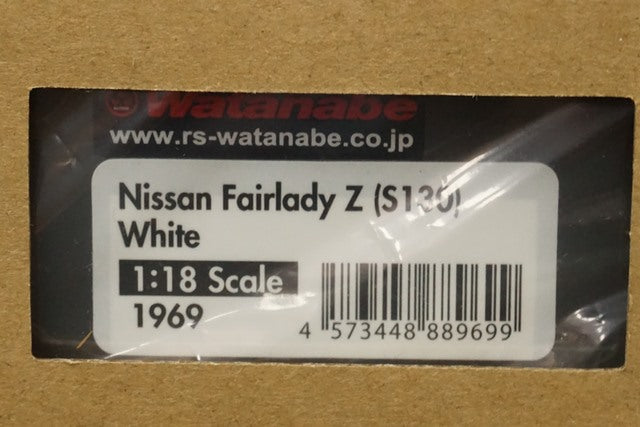 Watanabe
www.rs-watanabe.co.jp
Nissan Fairlady Z (S130)
White
1:18 Scale
1969
4 573448 889699